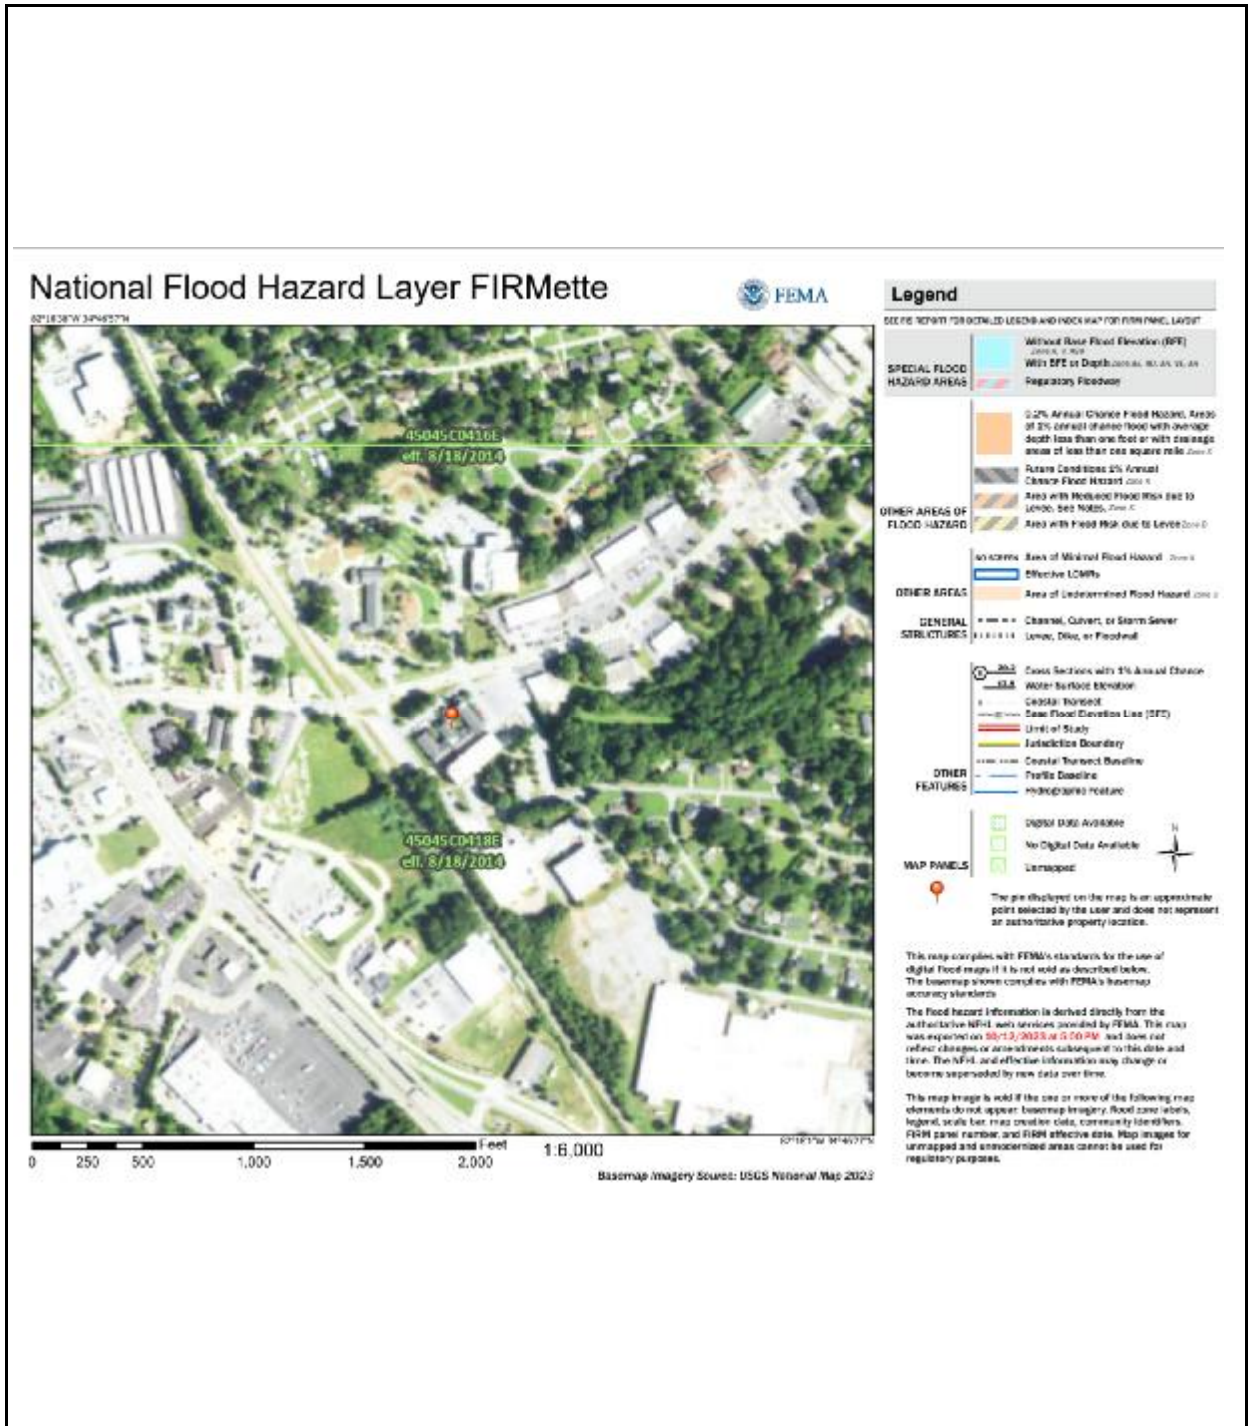 National Flood Hazard Layer FIRMette
FEMA
Legend
SEE FIS REPORT FOR DETAILED LEGEND AND INDEX MAP FOR FIRM PANEL LAYOUT
SPECIAL FLOOD
HAZARD AREAS
Without Base Flood Elevation (BFE)
With BFE or Depth
Regulatory Floodway
OTHER AREAS OF
FLOOD HAZARD
0.2% Annual Chance Flood Hazard, Areas
of 1% annual chance flood with average
depth less than one foot or with drainage
areas of less than one square mile Zone X
Future Conditions 1% Annual
Chance Flood Hazard Zone X
Area with Reduced Flood Risk due to
Levee. See Notes. Zone X
Area with Flood Risk due to Levee Zone D
OTHER AREAS
NO SCREEN Area of Minimal Flood Hazard Zone X
Effective LOMRs
Area of Undetermined Flood Hazard Zone D
GENERAL
STRUCTURES
Channel, Culvert, or Storm Sewer
Levee, Dike, or Floodwall
OTHER
FEATURES
Cross Sections with 1% Annual Chance
Water Surface Elevation
Coastal Transect
Base Flood Elevation Line (BFE)
Limit of Study
Jurisdiction Boundary
Coastal Transect Baseline
Profile Baseline
Hydrographic Feature
MAP PANELS
Digital Data Available
No Digital Data Available
Unmapped
N
The pin displayed on the map is an approximate
point selected by the user and does not represent
an authoritative property location.
This map complies with FEMA's standards for the use of
digital flood maps if it is not void as described below.
The basemap shown complies with FEMA's basemap
accuracy standards
The flood hazard information is derived directly from the
authoritative NFHL web services provided by FEMA. This map
was exported on at 5:00 PM and does not
reflect changes or amendments subsequent to this date and
time. The NFHL and effective information may change or
become superseded by new data over time.
This map image is void if the one or more of the following map
elements do not appear: basemap imagery, flood zone labels,
legend, scale bar, map creation date, community identifiers,
FIRM panel number, and FIRM effective date. Map images for
unmapped and unmodernized areas cannot be used for
regulatory purposes.
45045C0416E
eff. 8/18/2014
45045C0418E
eff. 8/18/2014
0 250 500 1,000 1,500 2,000 Feet 1:6,000
Basemap Imagery Source: USGS National Map 2023